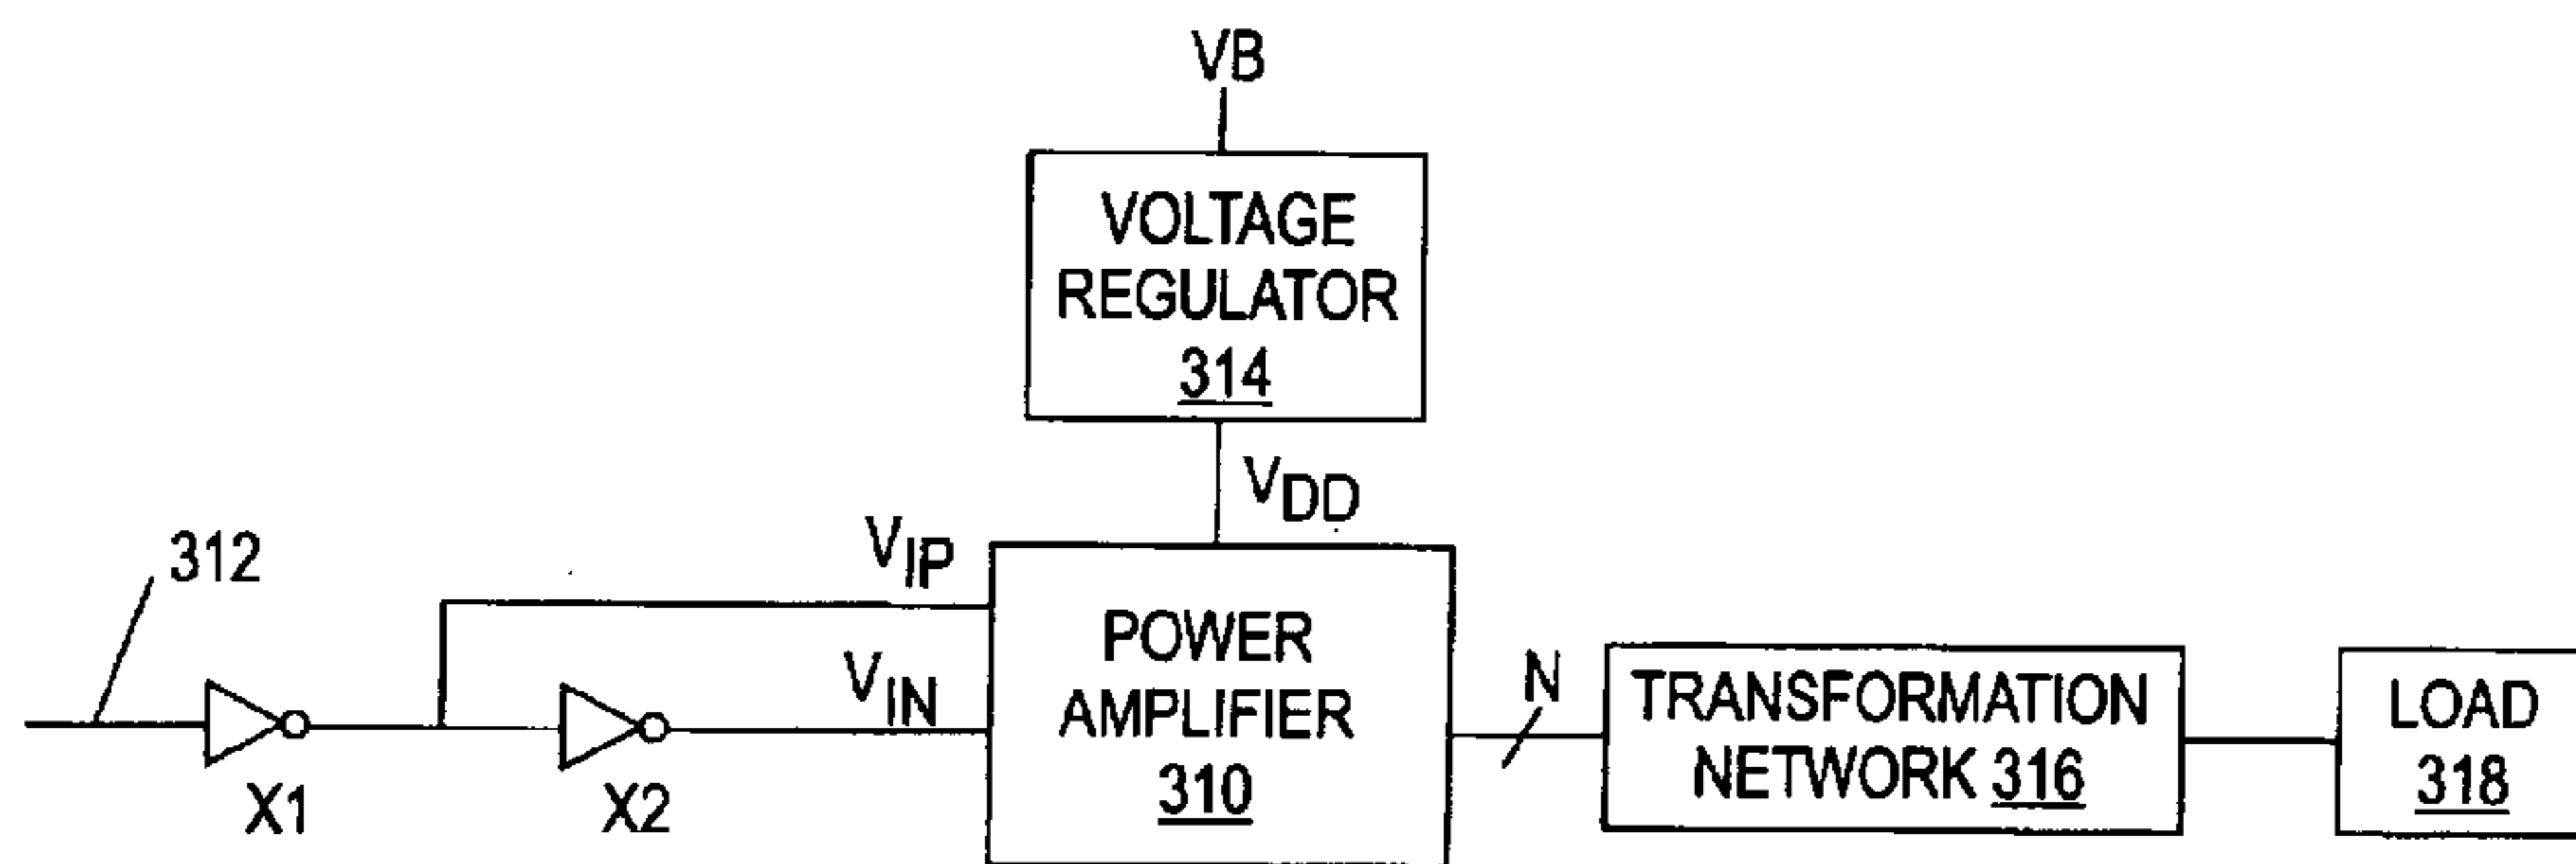 VB
VOLTAGE
REGULATOR
314
VDD
312
VIP
VIN
X1
X2
POWER
AMPLIFIER
310
N
TRANSFORMATION
NETWORK 316
LOAD
318